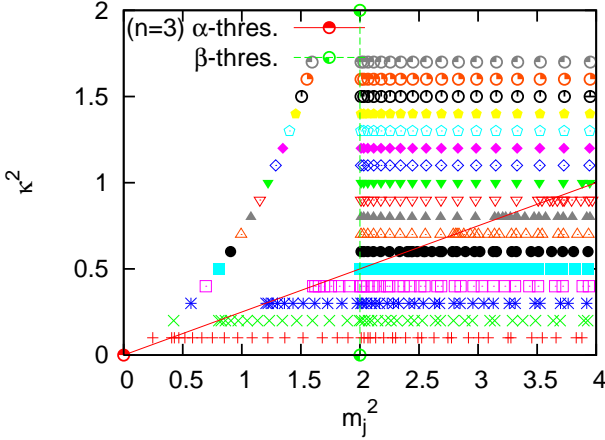 2
(n=3) α-thres.
β-thres.
1.5
κ²
1
0.5
0
0 0.5 1 1.5 2 2.5 3 3.5 4
m_j²